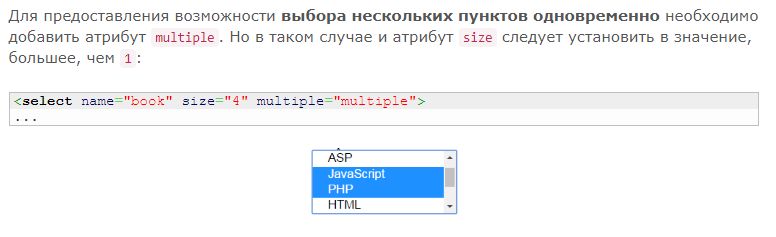 Для предоставления возможности выбора нескольких пунктов одновременно необходимо
добавить атрибут multiple. Но в таком случае и атрибут size следует установить в значение,
большее, чем 1:
<select name="book" size="4" multiple="multiple">
...
ASP
JavaScript
PHP
HTML